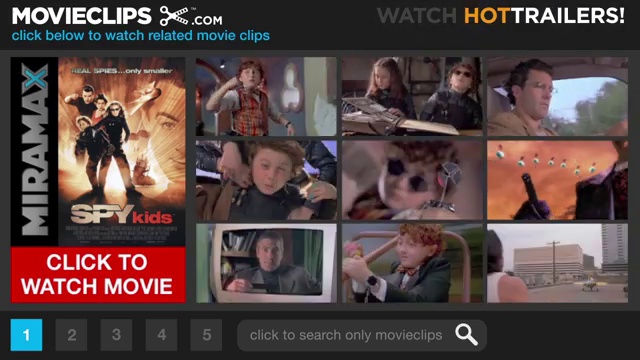 MOVIECLIPS
.COM
WATCH HOTTRAILERS!
click below to watch related movie clips
MIRAMAX
REAL SPIES...only smaller
SPY kids
CLICK TO
WATCH MOVIE
1 2 3 4 5
click to search only movieclips